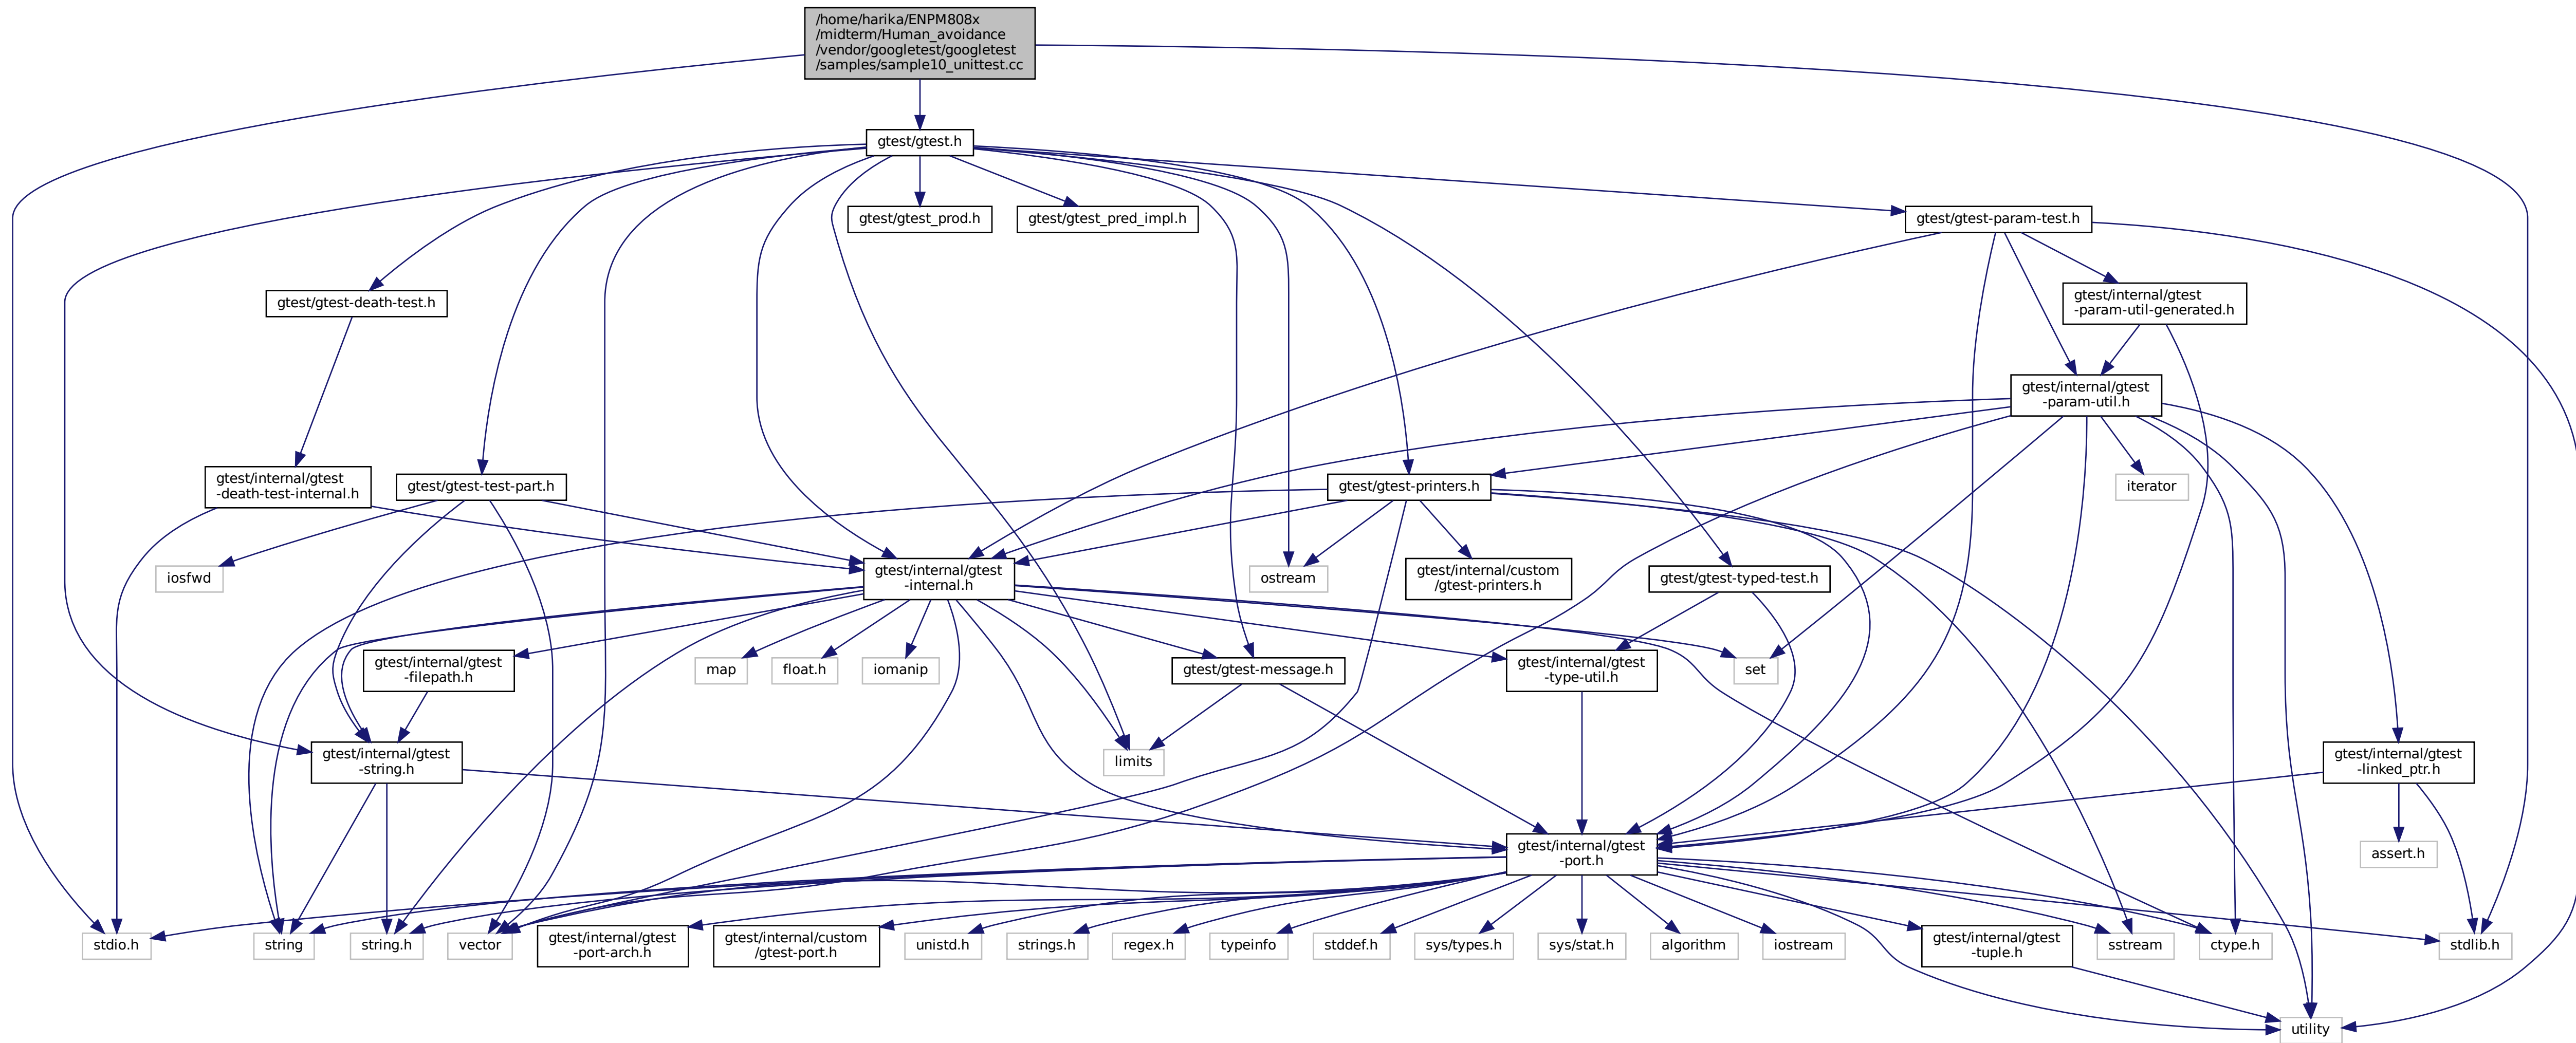 /home/harika/ENPM808x
/midterm/Human_avoidance
/vendor/googletest/googletest
/samples/sample10_unittest.cc
gtest/gtest.h
gtest/gtest_prod.h
gtest/gtest_pred_impl.h
gtest/gtest-param-test.h
gtest/gtest-death-test.h
gtest/internal/gtest
-param-util-generated.h
gtest/internal/gtest
-param-util.h
gtest/internal/gtest
-death-test-internal.h
gtest/gtest-test-part.h
gtest/gtest-printers.h
iterator
iosfwd
gtest/internal/gtest
-internal.h
ostream
gtest/internal/custom
/gtest-printers.h
gtest/gtest-typed-test.h
gtest/internal/gtest
-filepath.h
map
float.h
iomanip
gtest/gtest-message.h
gtest/internal/gtest
-type-util.h
set
gtest/internal/gtest
-string.h
limits
gtest/internal/gtest
-linked_ptr.h
gtest/internal/gtest
-port.h
assert.h
stdio.h
string
string.h
vector
gtest/internal/gtest
-port-arch.h
gtest/internal/custom
/gtest-port.h
unistd.h
strings.h
regex.h
typeinfo
stddef.h
sys/types.h
sys/stat.h
algorithm
iostream
gtest/internal/gtest
-tuple.h
sstream
ctype.h
stdlib.h
utility